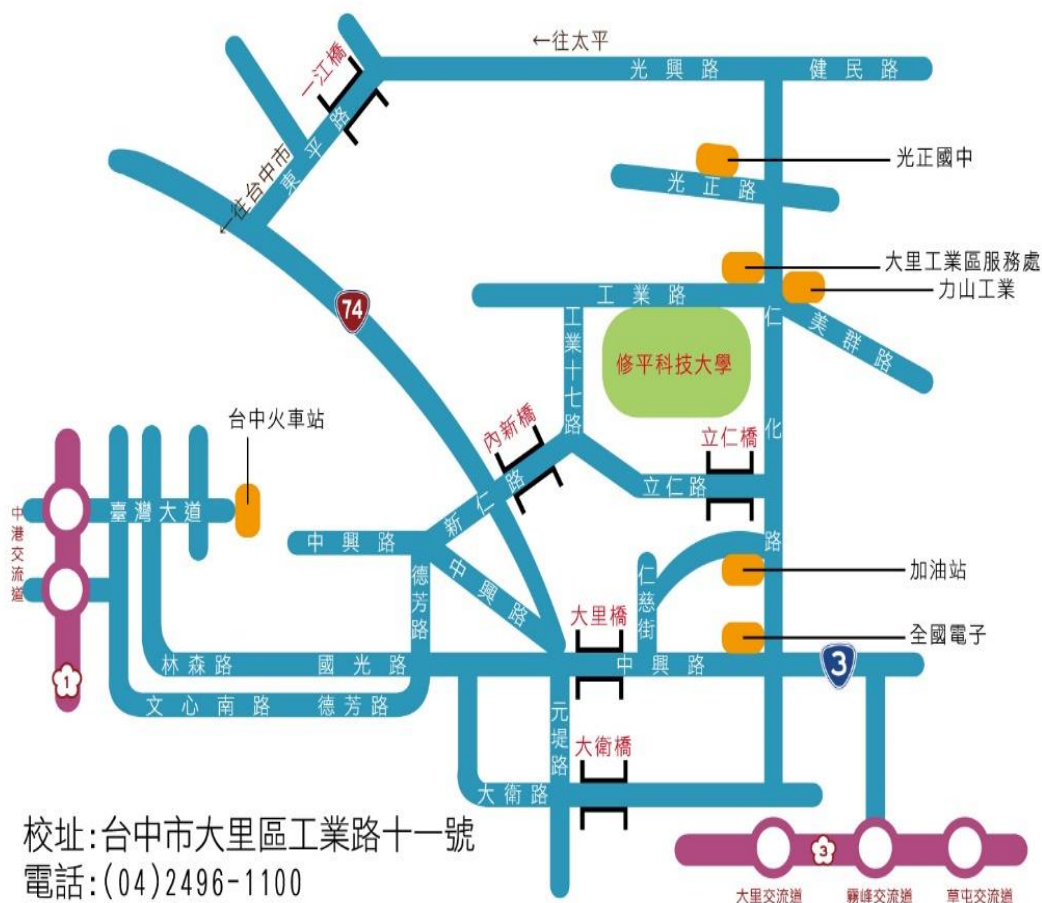 ←往太平
一江橋
光興路
健民路
光正國中
←往台中市
東平路
光正路
大里工業區服務處
力山工業
74
工業路
仁化路
美群路
工業十七路
修平科技大學
台中火車站
內新橋
立仁橋
新仁路
立仁路
中港交流道
臺灣大道
中興路
德芳路
中興路
仁慈街
加油站
大里橋
全國電子
林森路
國光路
中興路
3
1
文心南路
德芳路
元堤路
大衛橋
大衛路
校址:台中市大里區工業路十一號
電話:(04)2496-1100
3
大里交流道
霧峰交流道
草屯交流道